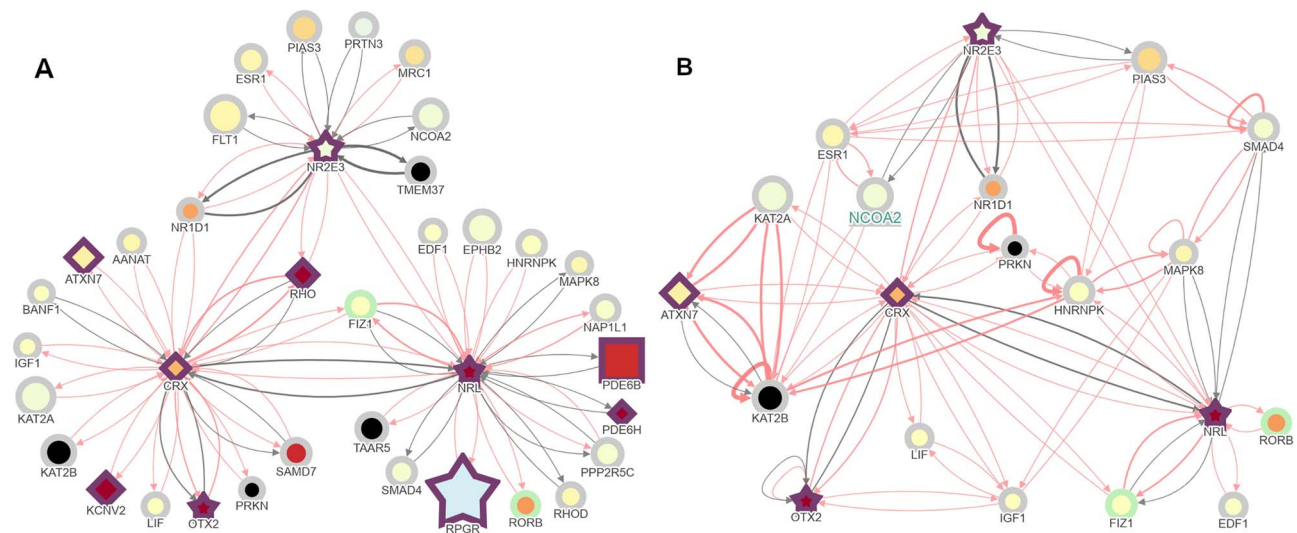 A
PIAS3
PRTN3
ESR1
MRC1
FLT1
NCOA2
NR2E3
TMEM37
NR1D1
EDF1
EPHB2
HNRNPK
AANAT
ATXN7
MAPK8
RHO
BANF1
FIZ1
NAP1L1
IGF1
CRX
NRL
PDE6B
KAT2A
PDE6H
TAAR5
KAT2B
SAMD7
PPP2R5C
SMAD4
KCNV2
LIF
OTX2
PRKN
RPGR
RORB
RHOD
B
NR2E3
PIAS3
ESR1
SMAD4
KAT2A
NCOA2
NR1D1
PRKN
MAPK8
ATXN7
CRX
HNRNPK
KAT2B
NRL
RORB
LIF
OTX2
IGF1
FIZ1
EDF1